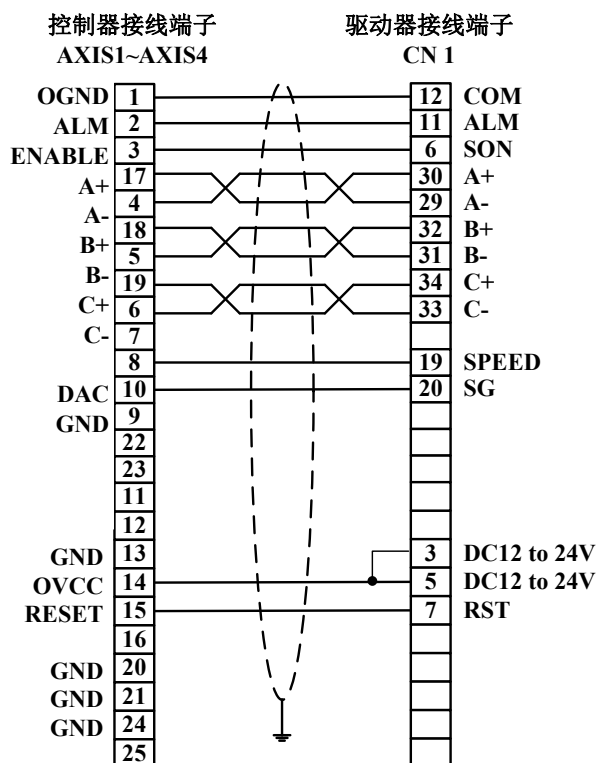 控制器接线端子 驱动器接线端子
AXIS1~AXIS4 CN 1
OGND 1 12 COM
ALM 2 11 ALM
ENABLE 3 6 SON
A+ 17 30 A+
A- 4 29 A-
B+ 18 32 B+
B- 5 31 B-
C+ 19 34 C+
C- 6 33 C-
7
8 19 SPEED
DAC 10 20 SG
GND 9
22
23
11
12
GND 13 3 DC12 to 24V
OVCC 14 5 DC12 to 24V
RESET 15 7 RST
16
GND 20
GND 21
GND 24
25